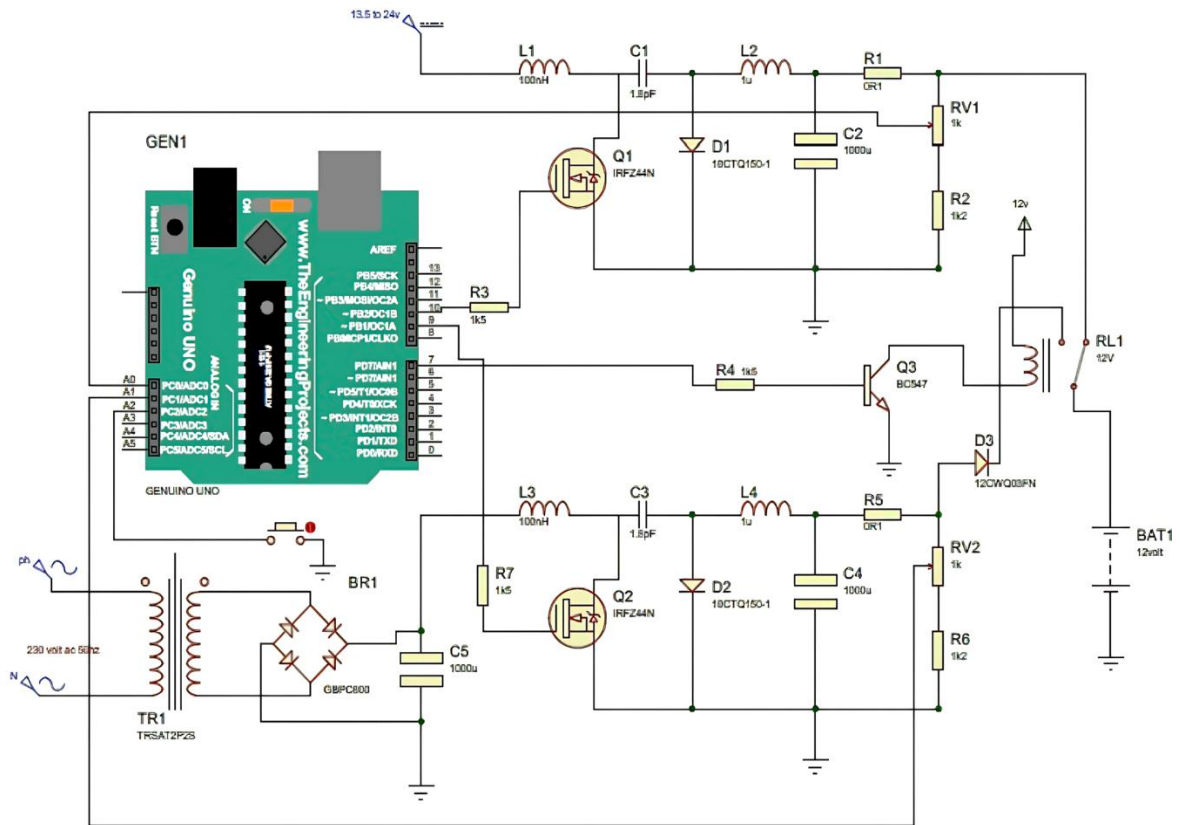 13.5 to 24v
L1
100nH
C1
1.8pF
L2
1u
R1
0R1
RV1
1k
C2
1000u
D1
10CTQ150-1
R2
1k2
Q1
IRFZ44N
GEN1
Reset BTN
ON
www.TheEngineeringProjects.com
Genuino UNO
ANALOG IN
AREF
PB5/SCK
13
PB4/MISO
12
~PB3/MOSI/OC2A
11
~PB2/OC1B
10
~PB1/OC1A
9
8
PD7/AIN1
7
~PD7/AIN1
6
~PD5/T1/OC0B
5
PD4/T0/XCK
4
~PD3/INT1/OC2B
3
PD2/INT0
2
PD1/TXD
1
PD0/RXD
0
A0
PC0/ADC0
A1
PC1/ADC1
A2
PC2/ADC2
A3
PC3/ADC3
A4
PC4/ADC4/SDA
A5
PC5/ADC5/SCL
GENUINO UNO
R3
1k5
R4
1k5
Q3
BC547
12v
RL1
12V
D3
12CWQ03FN
BAT1
12volt
L3
100nH
C3
1.8pF
L4
1u
R5
0R1
RV2
1k
C4
1000u
D2
10CTQ150-1
R6
1k2
R7
1k5
Q2
IRFZ44N
ph
230 volt ac 50hz
N
TR1
TRSAT2P2S
BR1
GBPC800
C5
1000u